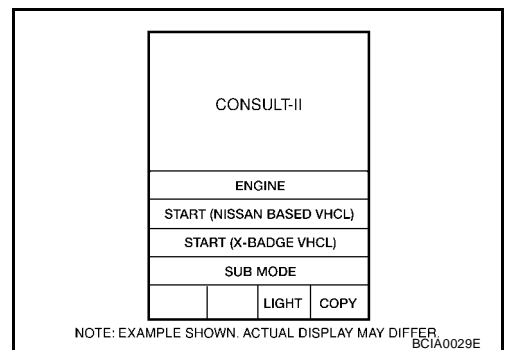 CONSULT-II
ENGINE
START (NISSAN BASED VHCL)
START (X-BADGE VHCL)
SUB MODE
LIGHT COPY
NOTE: EXAMPLE SHOWN. ACTUAL DISPLAY MAY DIFFER.
BCIA0029E